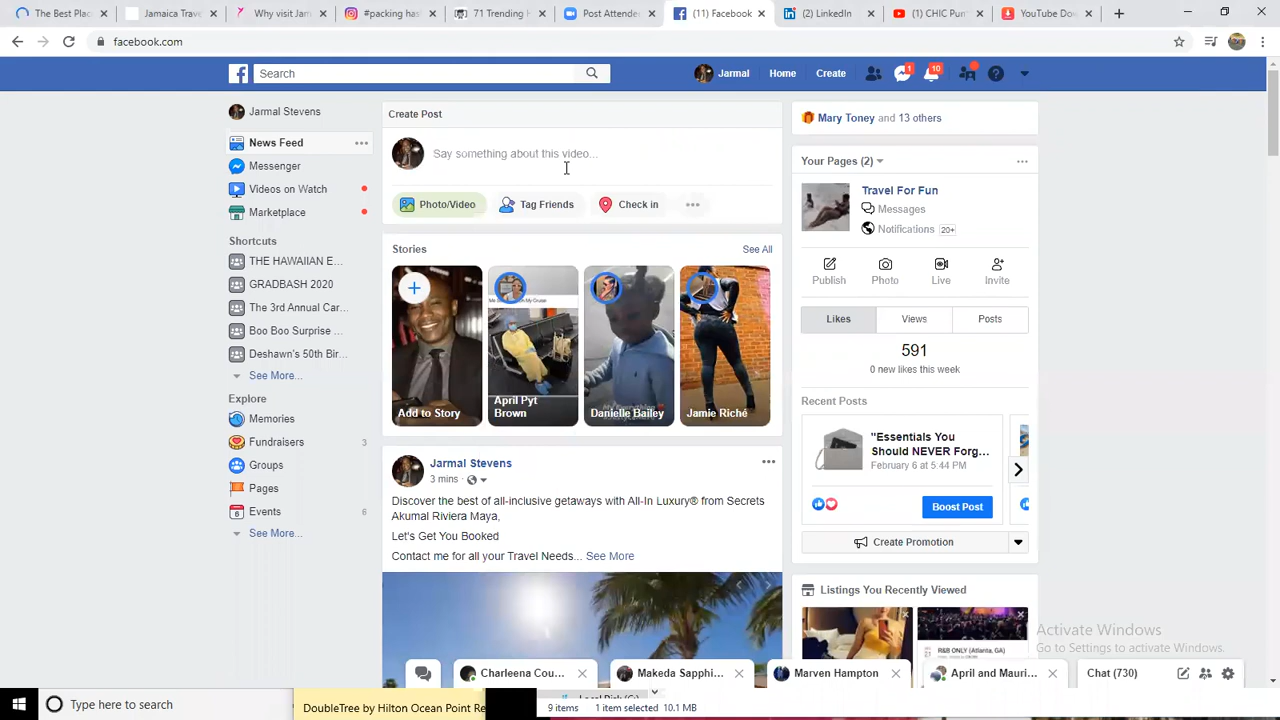 The Best Plac
Jamaica Trave
Why visit Jam
#packing has
71 Trending H
Post Attende
(11) Facebook
(2) LinkedIn
(1) CHIC Pun
YouTube Dow
facebook.com
Search
Jarmal
Home
Create
1
10
Jarmal Stevens
News Feed
Messenger
Videos on Watch
Marketplace
Shortcuts
THE HAWAIIAN E...
GRADBASH 2020
The 3rd Annual Car...
Boo Boo Surprise ...
Deshawn's 50th Bir...
See More...
Explore
Memories
Fundraisers 3
Groups
Pages
Events 6
See More...
Create Post
Say something about this video...
Photo/Video
Tag Friends
Check in
Stories
See All
Add to Story
April Pyt
Brown
Danielle Bailey
Jamie Riché
Jarmal Stevens
3 mins
Discover the best of all-inclusive getaways with All-In Luxury® from Secrets
Akumal Riviera Maya,
Let's Get You Booked
Contact me for all your Travel Needs... See More
Mary Toney and 13 others
Your Pages (2)
Travel For Fun
Messages
Notifications 20+
Publish
Photo
Live
Invite
Likes
Views
Posts
591
0 new likes this week
Recent Posts
"Essentials You
Should NEVER Forg...
February 6 at 5:44 PM
Boost Post
Create Promotion
Listings You Recently Viewed
R&B ONLY (Atlanta, GA)
Activate Windows
Go to Settings to activate Windows.
Charleena Cou...
Makeda Sapphi...
Marven Hampton
April and Mauri...
Chat (730)
Type here to search
DoubleTree by Hilton Ocean Point Re
9 items
1 item selected 10.1 MB